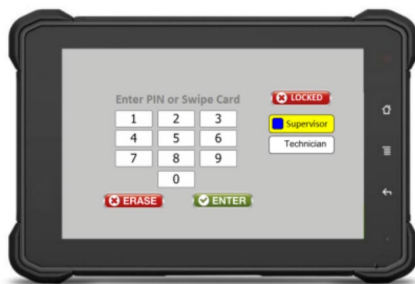 Enter PIN or Swipe Card
LOCKED
1 2 3
4 5 6
7 8 9
0
Supervisor
Technician
ERASE
ENTER